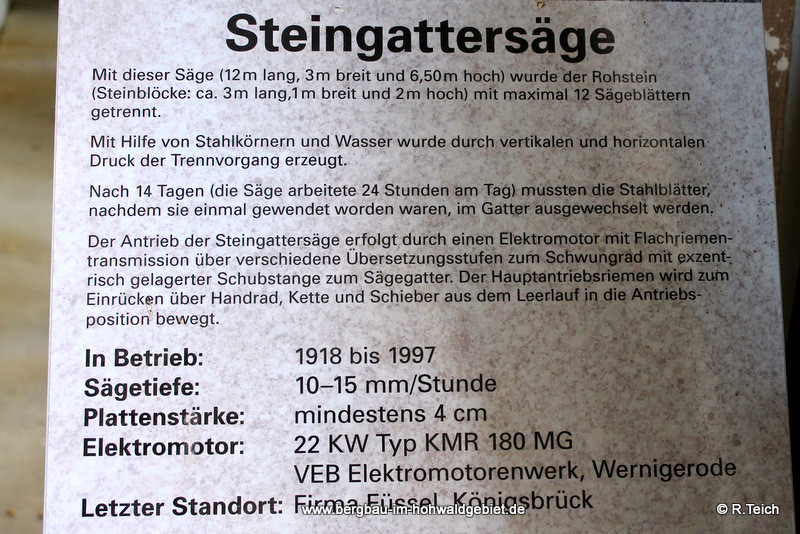 Steingattersäge
Mit dieser Säge (12 m lang, 3 m breit und 6,50 m hoch) wurde der Rohstein
(Steinblöcke: ca. 3 m lang,1 m breit und 2 m hoch) mit maximal 12 Sägeblättern
getrennt.
Mit Hilfe von Stahlkörnern und Wasser wurde durch vertikalen und horizontalen
Druck der Trennvorgang erzeugt.
Nach 14 Tagen (die Säge arbeitete 24 Stunden am Tag) mussten die Stahlblätter,
nachdem sie einmal gewendet worden waren, im Gatter ausgewechselt werden.
Der Antrieb der Steingattersäge erfolgt durch einen Elektromotor mit Flachriemen-
transmission über verschiedene Übersetzungsstufen zum Schwungrad mit exzent-
risch gelagerter Schubstange zum Sägegatter. Der Hauptantriebsriemen wird zum
Einrücken über Handrad, Kette und Schieber aus dem Leerlauf in die Antriebs-
position bewegt.
In Betrieb: 1918 bis 1997
Sägetiefe: 10–15 mm/Stunde
Plattenstärke: mindestens 4 cm
Elektromotor: 22 KW Typ KMR 180 MG
VEB Elektromotorenwerk, Wernigerode
Letzter Standort: Firma Füssel, Königsbrück
www.bergbau-im-hohwaldgebiet.de
© R.Teich